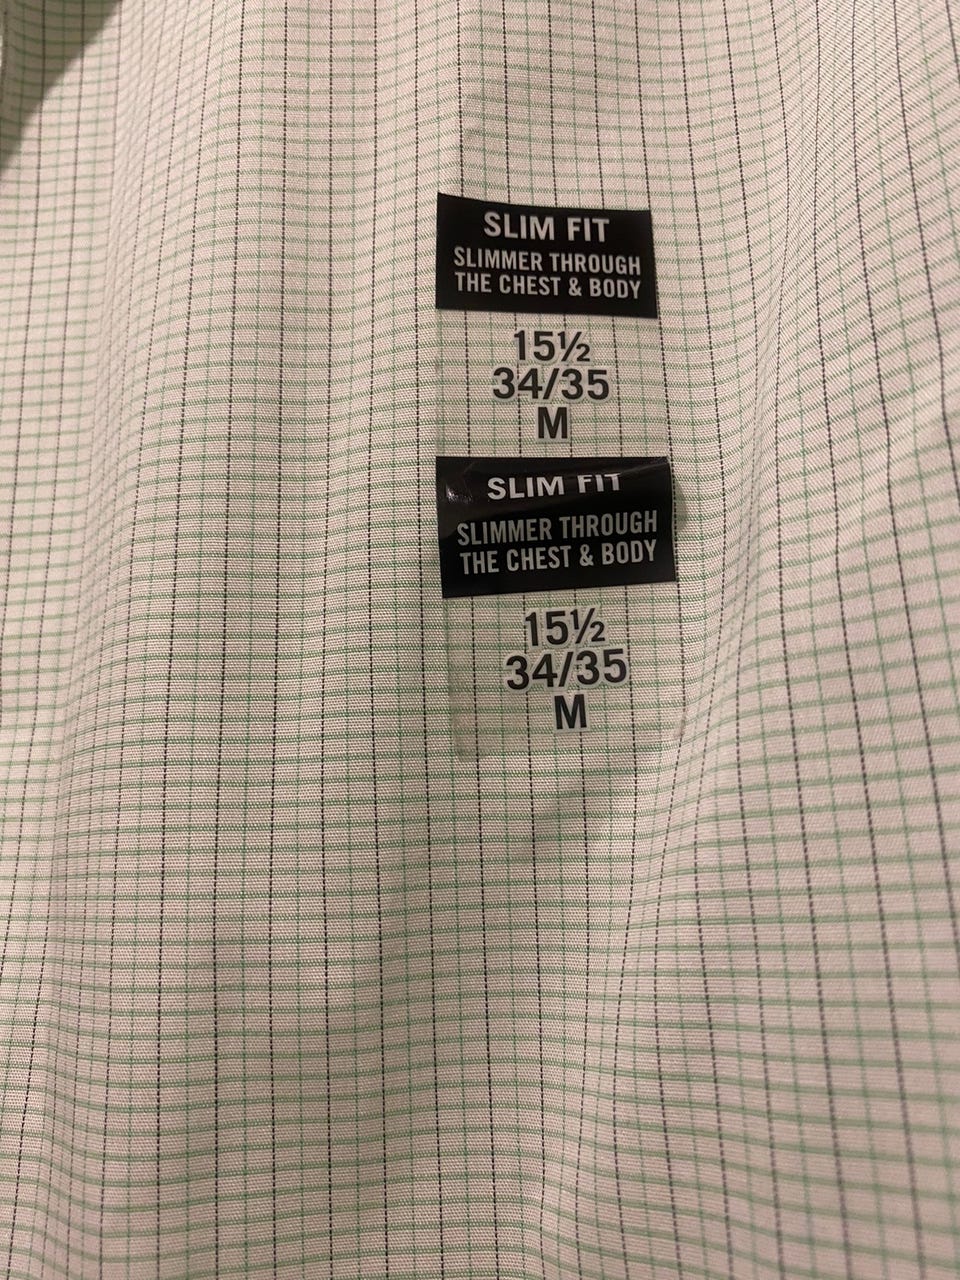 SLIM FIT
SLIMMER THROUGH
THE CHEST & BODY
15½
34/35
M
SLIM FIT
SLIMMER THROUGH
THE CHEST & BODY
15½
34/35
M